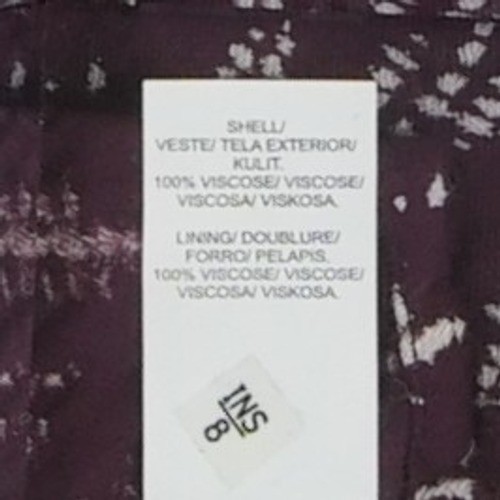 SHELL/
VESTE/ TELA EXTERIOR/
KULIT.
100% VISCOSE/ VISCOSE/
VISCOSA/ VISKOSA.
LINING/ DOUBLURE/
FORRO/ PELAPIS.
100% VISCOSE/ VISCOSE/
VISCOSA/ VISKOSA.
INS
8